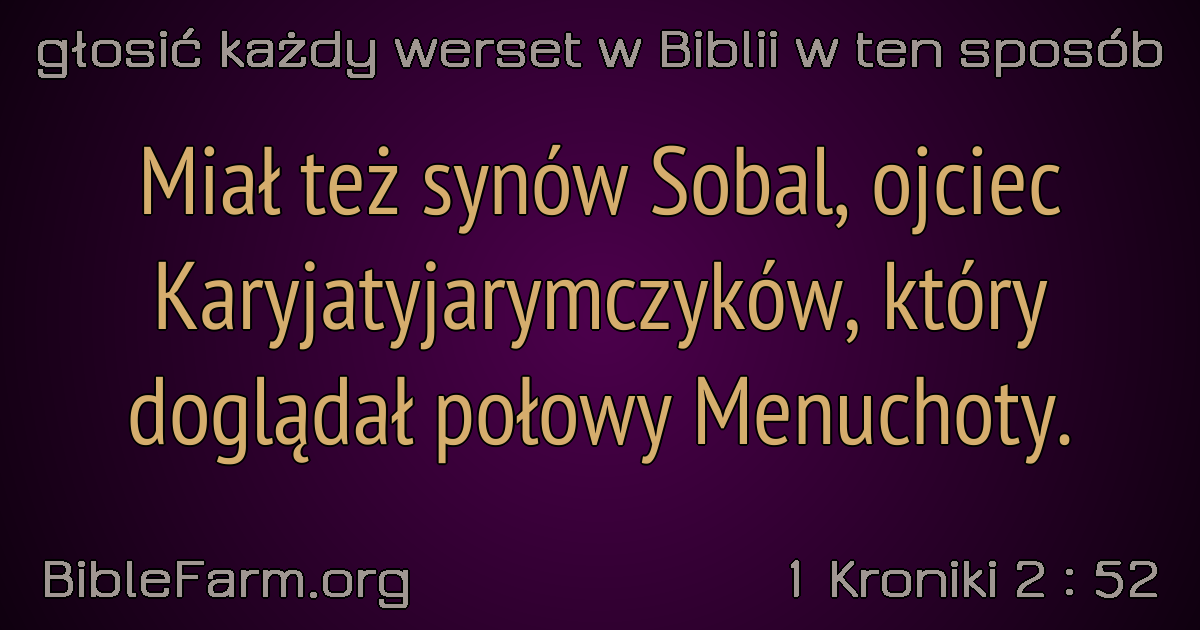 głosić każdy werset w Biblii w ten sposób
Miał też synów Sobal, ojciec
Karyjatyjarymczyków, który
doglądał połowy Menuchoty.
BibleFarm.org
1 Kroniki 2 : 52